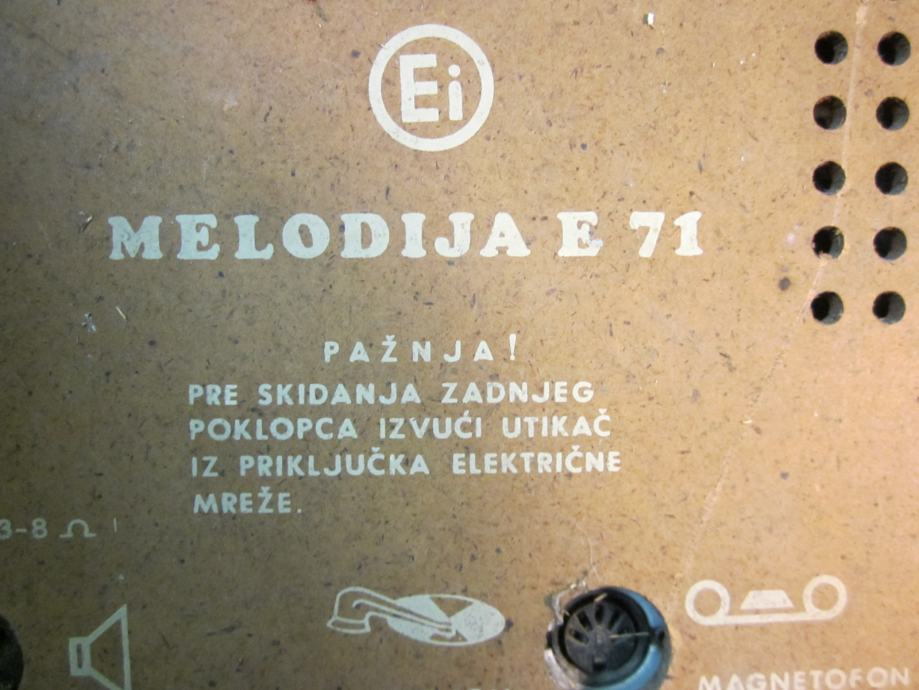 Ei
MELODIJA E 71
PAŽNJA!
PRE SKIDANJA ZADNJEG
POKLOPCA IZVUĆI UTIKAČ
IZ PRIKLJUČKA ELEKTRIČNE
MREŽE.
3-8 Ω
MAGNETOFON